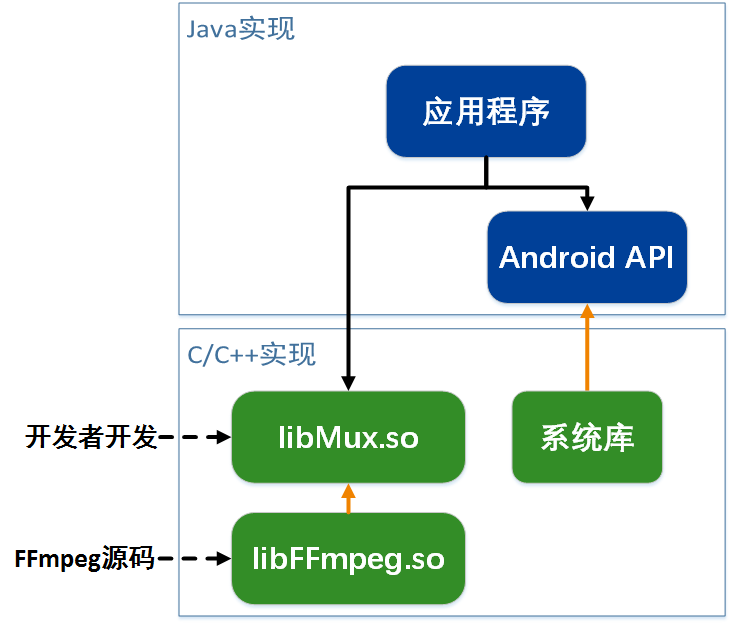 Java实现
应用程序
Android API
C/C++实现
开发者开发
libMux.so
系统库
FFmpeg源码
libFFmpeg.so